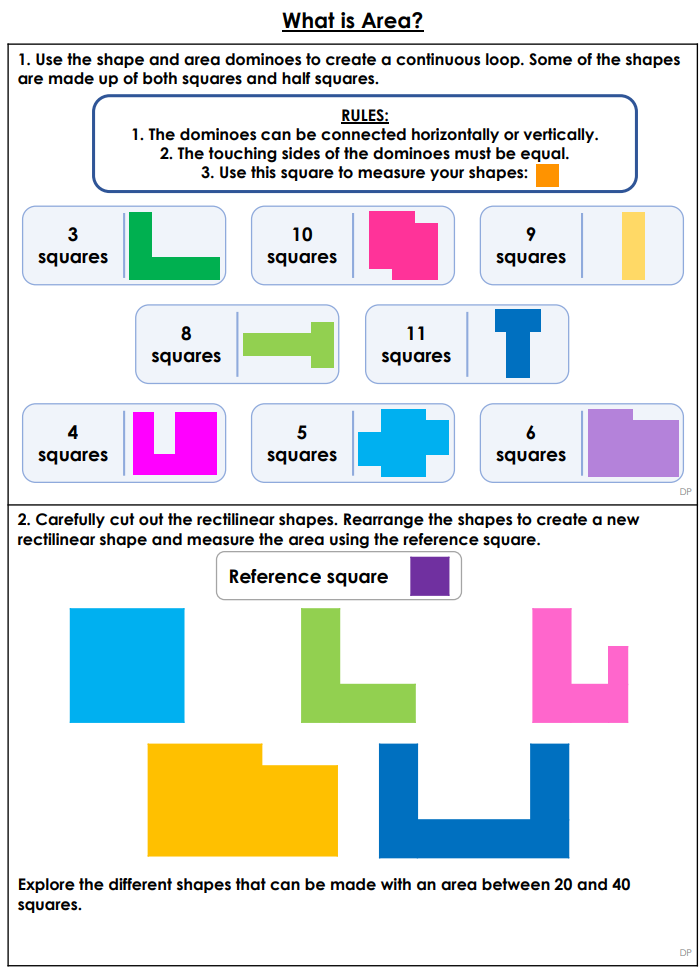 What is Area?
1. Use the shape and area dominoes to create a continuous loop. Some of the shapes
are made up of both squares and half squares.
RULES:
1. The dominoes can be connected horizontally or vertically.
2. The touching sides of the dominoes must be equal.
3. Use this square to measure your shapes:
3
squares
10
squares
9
squares
8
squares
11
squares
4
squares
5
squares
6
squares
DP
2. Carefully cut out the rectilinear shapes. Rearrange the shapes to create a new
rectilinear shape and measure the area using the reference square.
Reference square
Explore the different shapes that can be made with an area between 20 and 40
squares.
DP